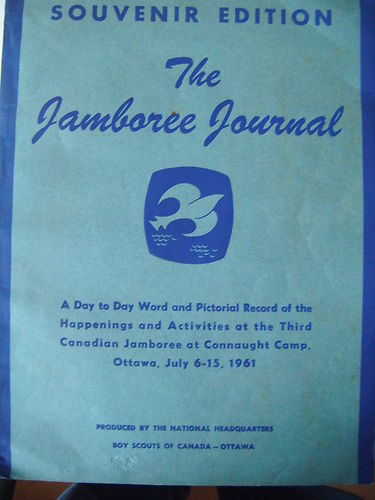 SOUVENIR EDITION
The
Jamboree Journal
A Day to Day Word and Pictorial Record of the
Happenings and Activities at the Third
Canadian Jamboree at Connaught Camp,
Ottawa, July 6-15, 1961
PRODUCED BY THE NATIONAL HEADQUARTERS
BOY SCOUTS OF CANADA — OTTAWA